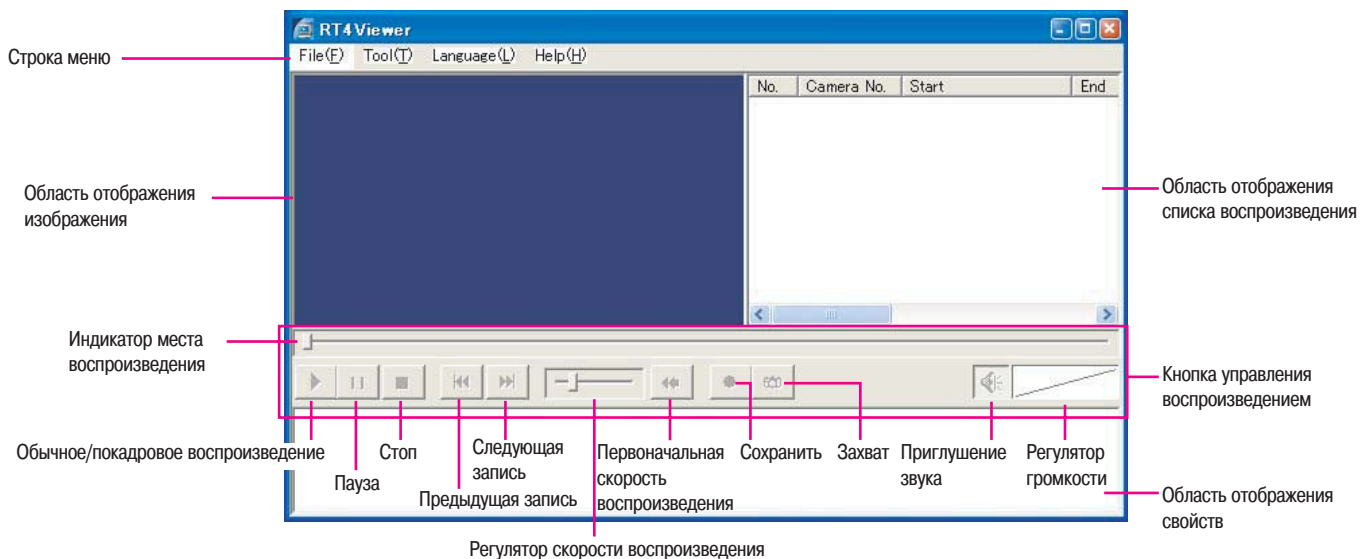 RT4Viewer
File(F) Tool(T) Language(L) Help(H)
Строка меню
No. Camera No. Start End
Область отображения
изображения
Область отображения
списка воспроизведения
Индикатор места
воспроизведения
Кнопка управления
воспроизведением
Обычное/покадровое воспроизведение
Пауза
Стоп
Предыдущая запись
Следующая
запись
Регулятор скорости воспроизведения
Первоначальная
скорость
воспроизведения
Сохранить
Захват
Приглушение
звука
Регулятор
громкости
Область отображения
свойств